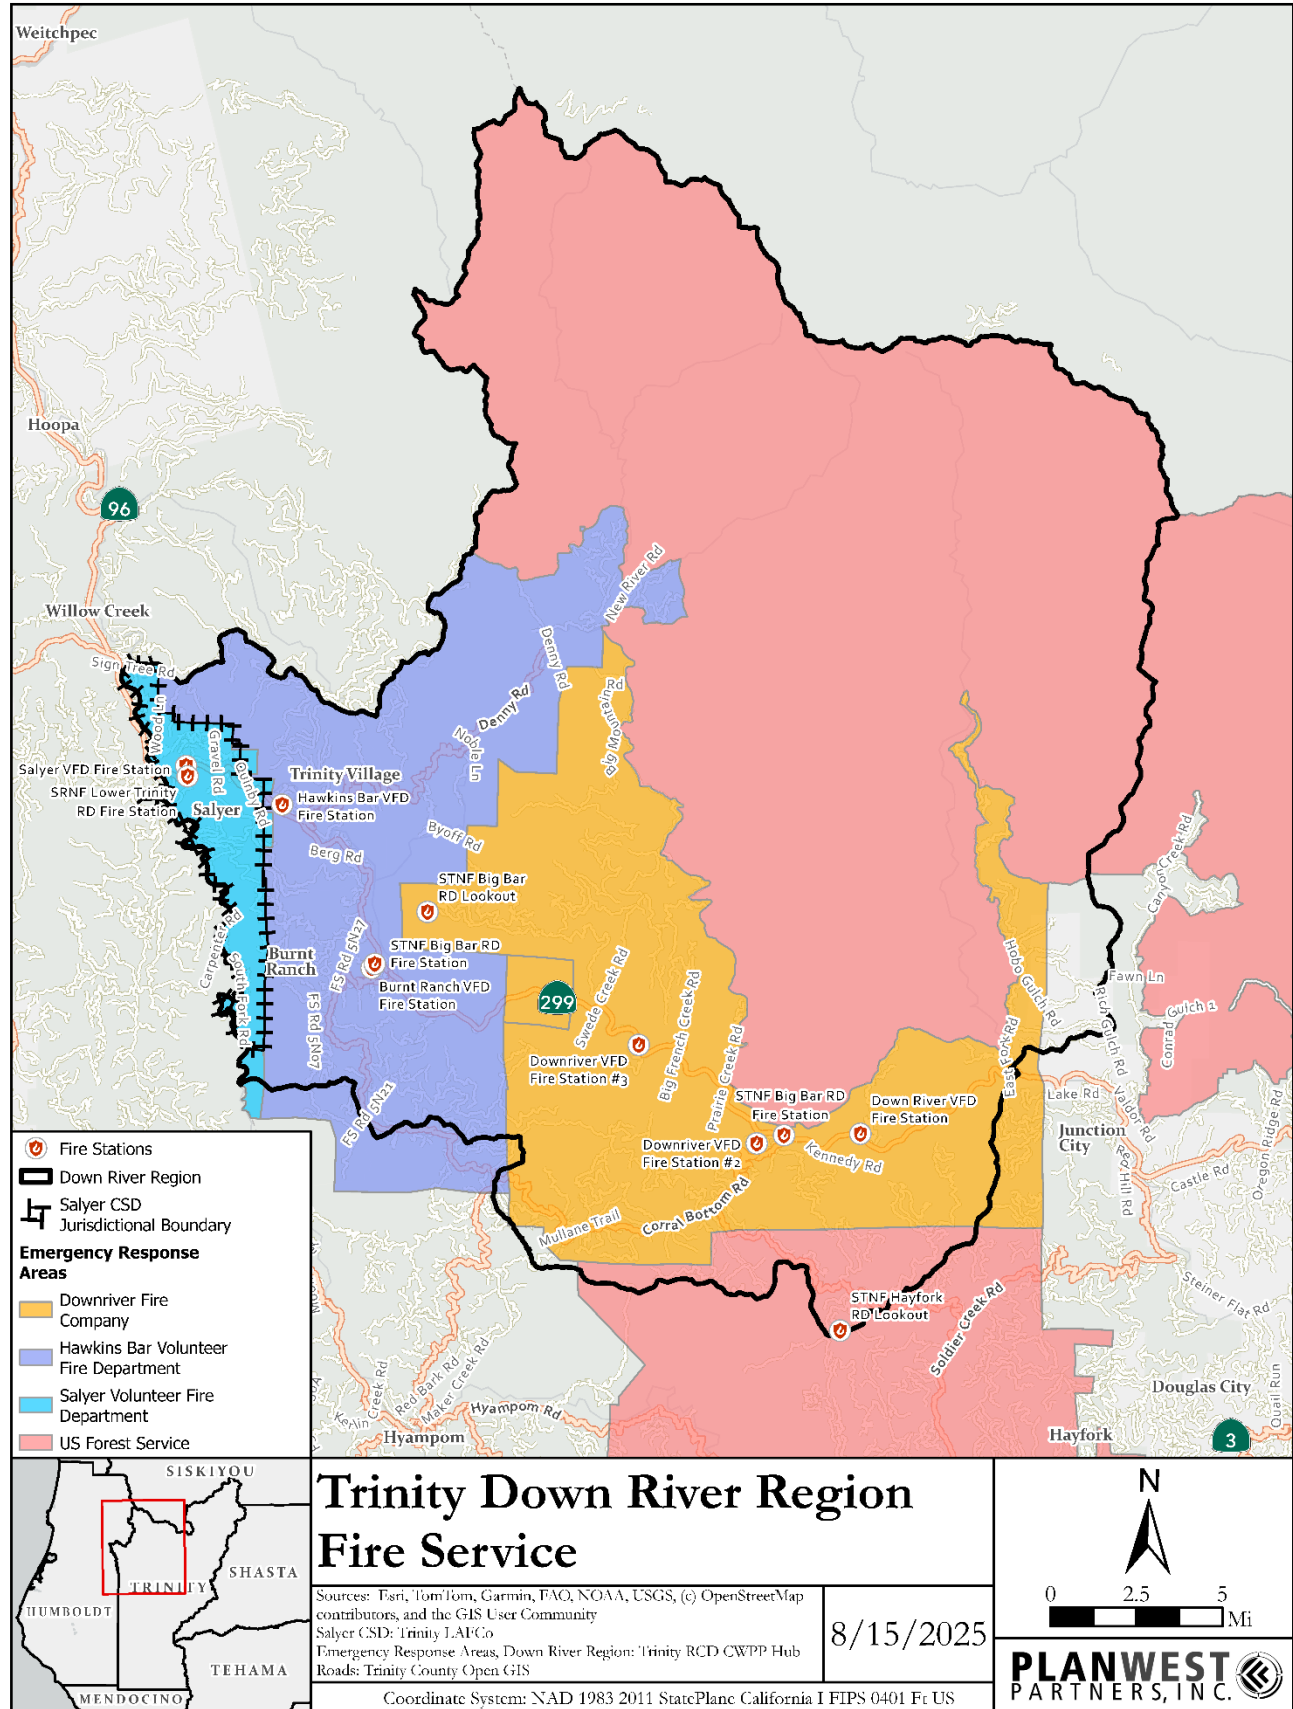 Weitchpec
Hoopa
96
Willow Creek
Sign Tree Rd
Wood Ln
Gravel Rd
Quinby Rd
Salyer VFD Fire Station
SRNF Lower Trinity
RD Fire Station
Salyer
Trinity Village
Hawkins Bar VFD
Fire Station
Berg Rd
Byoff Rd
Noble Ln
Denny Rd
Denny Rd
New River Rd
Big Mountain Rd
STNF Big Bar
RD Lookout
Carpenter Rd
South Fork Rd
Burnt
Ranch
FS Rd 5N27
FS Rd 5N07
FS Rd 5N21
STNF Big Bar RD
Fire Station
Burnt Ranch VFD
Fire Station
299
Swede Creek Rd
Big French Creek Rd
Prairie Creek Rd
Downriver VFD
Fire Station #3
STNF Big Bar RD
Fire Station
Down River VFD
Fire Station
Downriver VFD
Fire Station #2
Kennedy Rd
Corral Bottom Rd
Mullane Trail
Hobo Gulch Rd
East Fork Rd
Canyon Creek Rd
Fawn Ln
Rich Gulch Rd
Conrad Gulch 1
Valdor Rd
Lake Rd
Junction
City
Red Hill Rd
Castle Rd
Oregon Ridge Rd
Steiner Flat Rd
STNF Hayfork
RD Lookout
Soldier Creek Rd
Douglas City
Quail Run
Hayfork
3
Kerlin Creek Rd
Red Bark Rd
Maker Creek Rd
Hyampom Rd
Hyampom
Fire Stations
Down River Region
Salyer CSD
Jurisdictional Boundary
Emergency Response
Areas
Downriver Fire
Company
Hawkins Bar Volunteer
Fire Department
Salyer Volunteer Fire
Department
US Forest Service
SISKIYOU
SHASTA
TRINITY
HUMBOLDT
TEHAMA
MENDOCINO
Trinity Down River Region
Fire Service
Sources: Esri, TomTom, Garmin, FAO, NOAA, USGS, (c) OpenStreetMap
contributors, and the GIS User Community
Salyer CSD: Trinity LAFCo
Emergency Response Areas, Down River Region: Trinity RCD CWPP Hub
Roads: Trinity County Open GIS
8/15/2025
Coordinate System: NAD 1983 2011 StatePlane California I FIPS 0401 Ft US
N
0 2.5 5
Mi
PLANWEST
PARTNERS, INC.